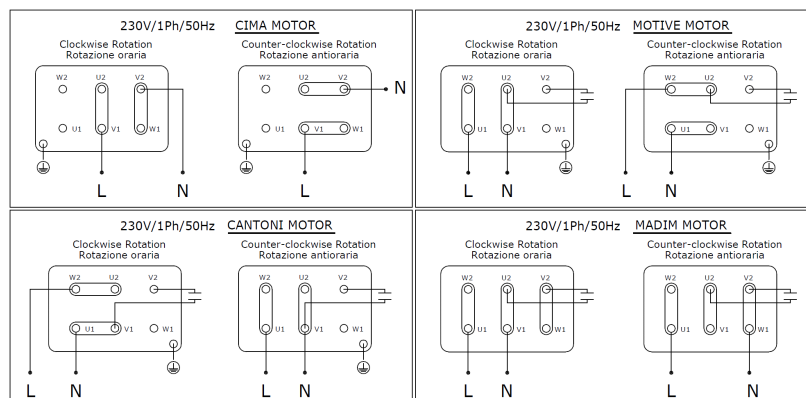 230V/1Ph/50Hz CIMA MOTOR
Clockwise Rotation
Rotazione oraria
W2 U2 V2
U1 V1 W1
L N
Counter-clockwise Rotation
Rotazione antioraria
W2 U2 V2
N
U1 V1 W1
L
230V/1Ph/50Hz MOTIVE MOTOR
Clockwise Rotation
Rotazione oraria
W2 U2 V2
U1 V1 W1
L N
Counter-clockwise Rotation
Rotazione antioraria
W2 U2 V2
U1 V1 W1
L N
230V/1Ph/50Hz CANTONI MOTOR
Clockwise Rotation
Rotazione oraria
W2 U2 V2
U1 V1 W1
L N
Counter-clockwise Rotation
Rotazione antioraria
W2 U2 V2
U1 V1 W1
L N
230V/1Ph/50Hz MADIM MOTOR
Clockwise Rotation
Rotazione oraria
W2 U2 V2
U1 V1 W1
L N
Counter-clockwise Rotation
Rotazione antioraria
W2 U2 V2
U1 V1 W1
L N